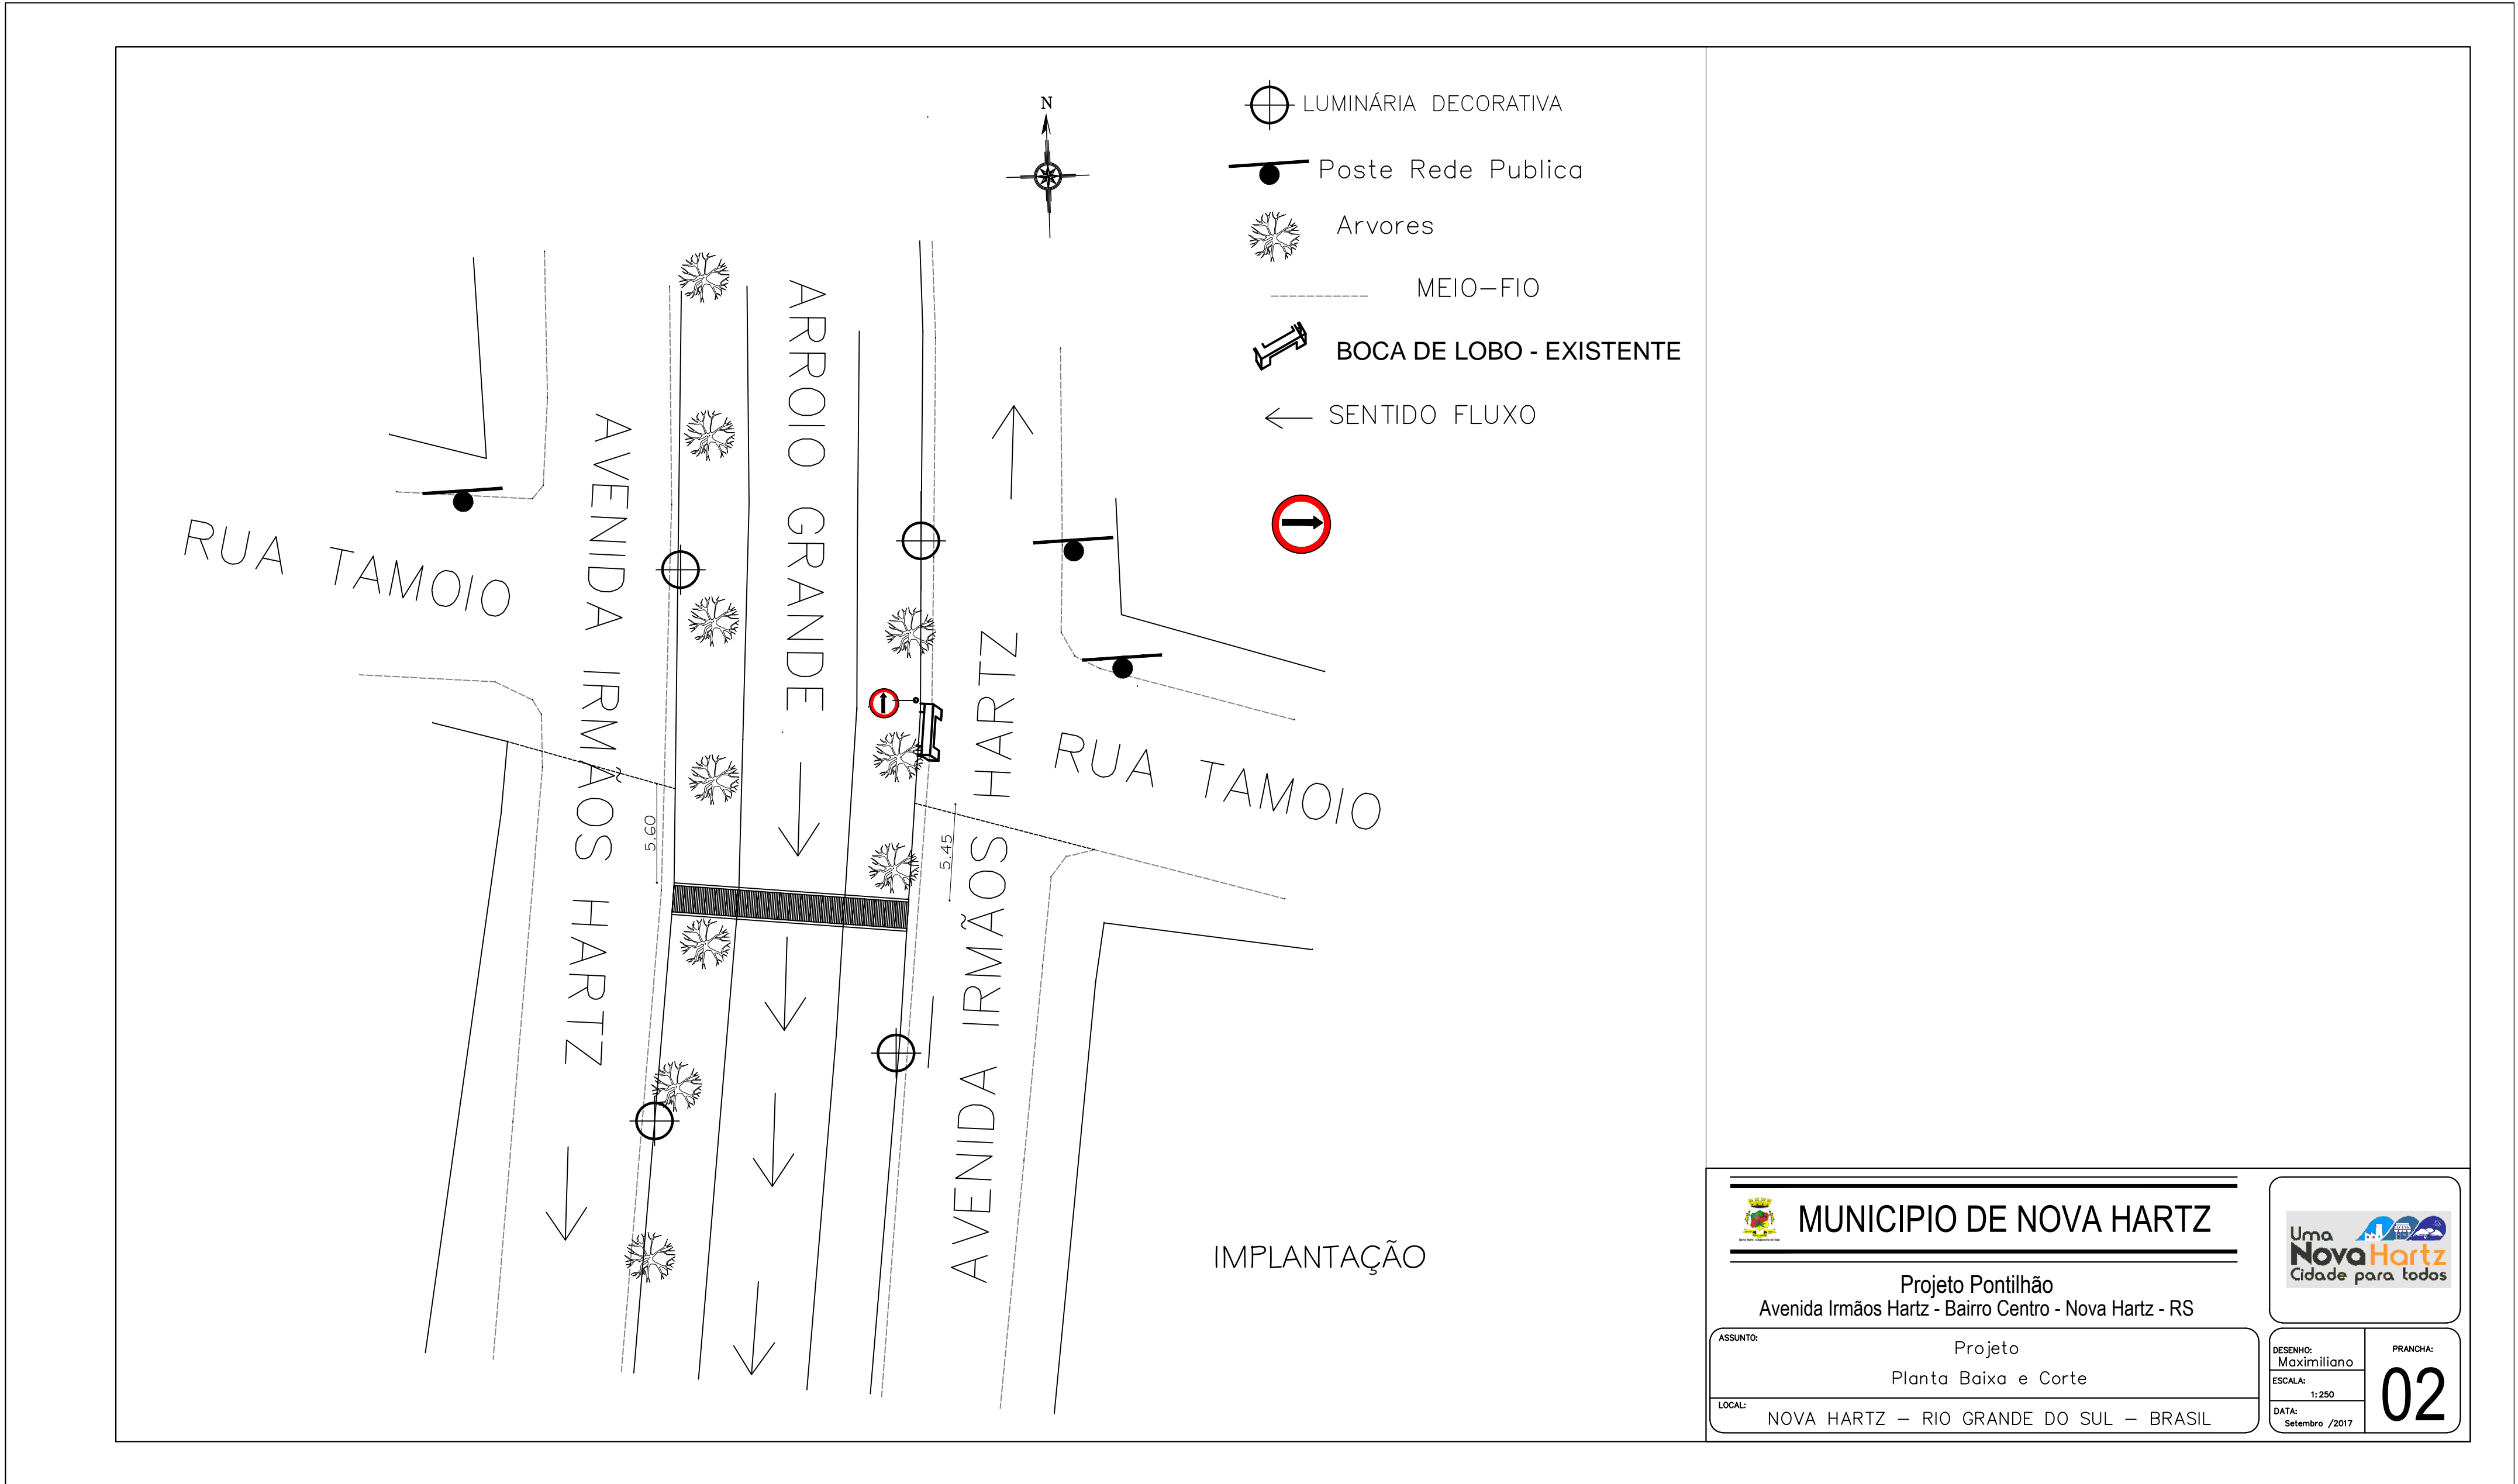 N
LUMINÁRIA DECORATIVA
Poste Rede Publica
Arvores
MEIO-FIO
BOCA DE LOBO - EXISTENTE
SENTIDO FLUXO
RUA TAMOIO
AVENIDA IRMÃOS HARTZ
ARROIO GRANDE
AVENIDA IRMÃOS HARTZ
RUA TAMOIO
5.60
5.45
IMPLANTAÇÃO
MUNICIPIO DE NOVA HARTZ
Projeto Pontilhão
Avenida Irmãos Hartz - Bairro Centro - Nova Hartz - RS
ASSUNTO:
Projeto
Planta Baixa e Corte
LOCAL:
NOVA HARTZ - RIO GRANDE DO SUL - BRASIL
Uma
Nova Hartz
Cidade para todos
DESENHO:
Maximiliano
ESCALA:
1:250
DATA:
Setembro /2017
PRANCHA:
02